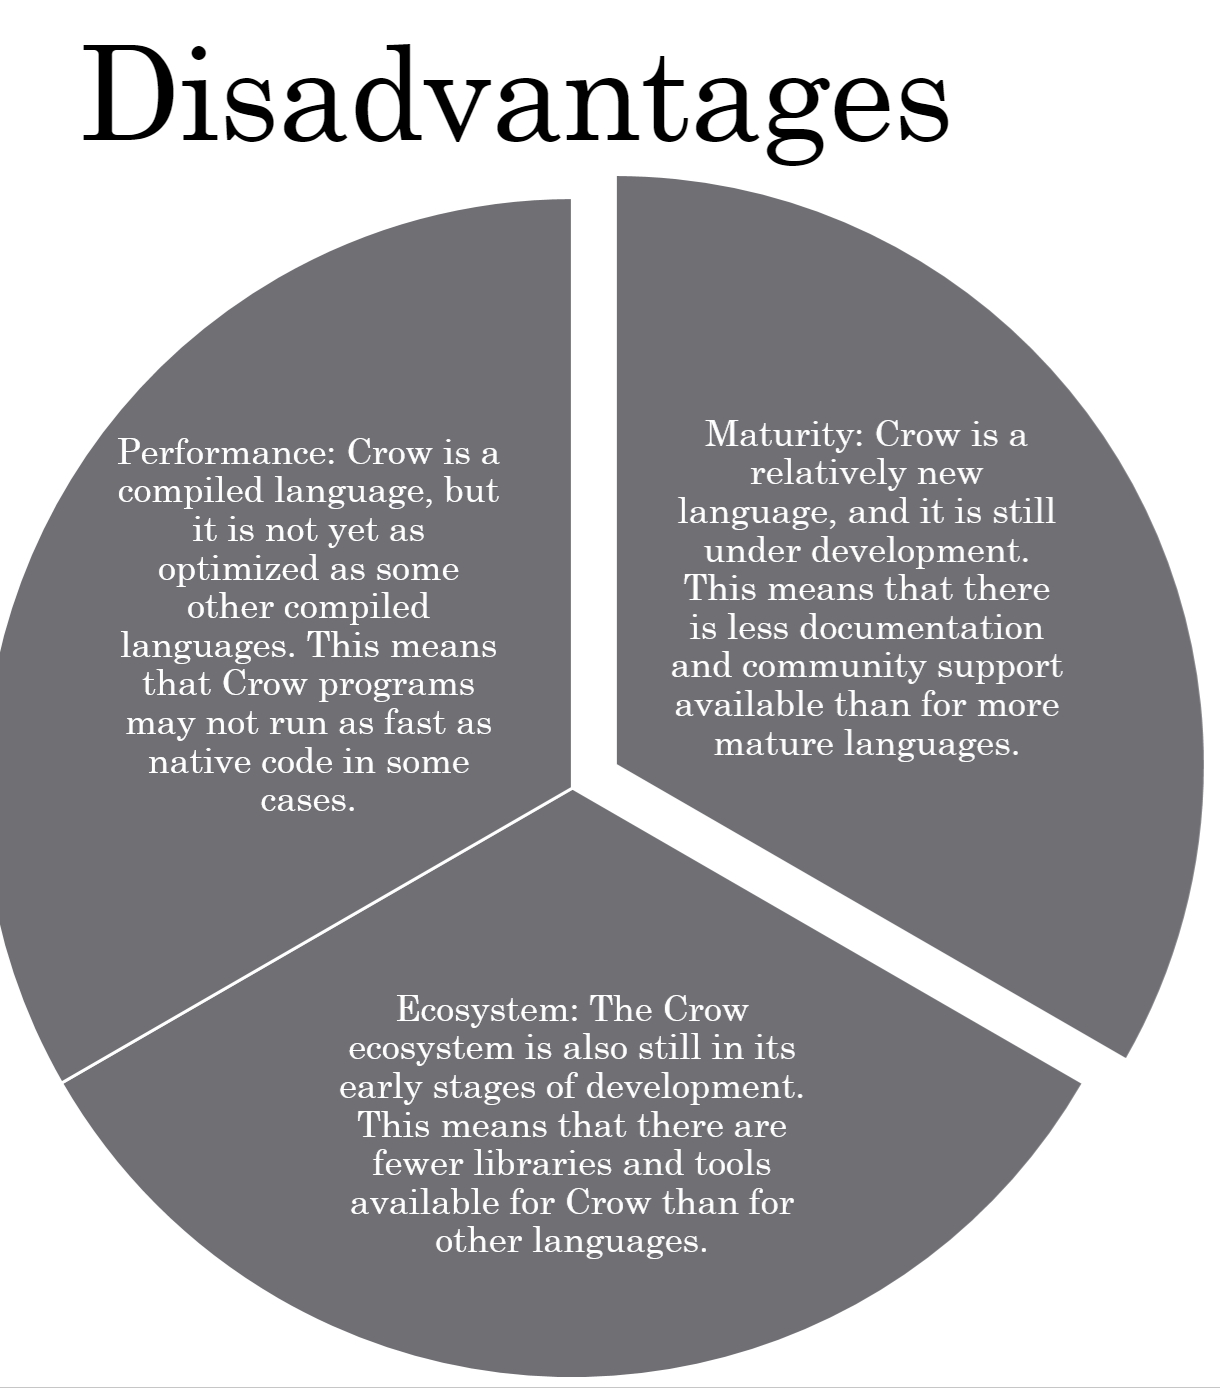 Disadvantages
Maturity: Crow is a
relatively new
language, and it is still
under development.
This means that there
is less documentation
and community support
available than for more
mature languages.
Ecosystem: The Crow
ecosystem is also still in its
early stages of development.
This means that there are
fewer libraries and tools
available for Crow than for
other languages.
Performance: Crow is a
compiled language, but
it is not yet as
optimized as some
other compiled
languages. This means
that Crow programs
may not run as fast as
native code in some
cases.